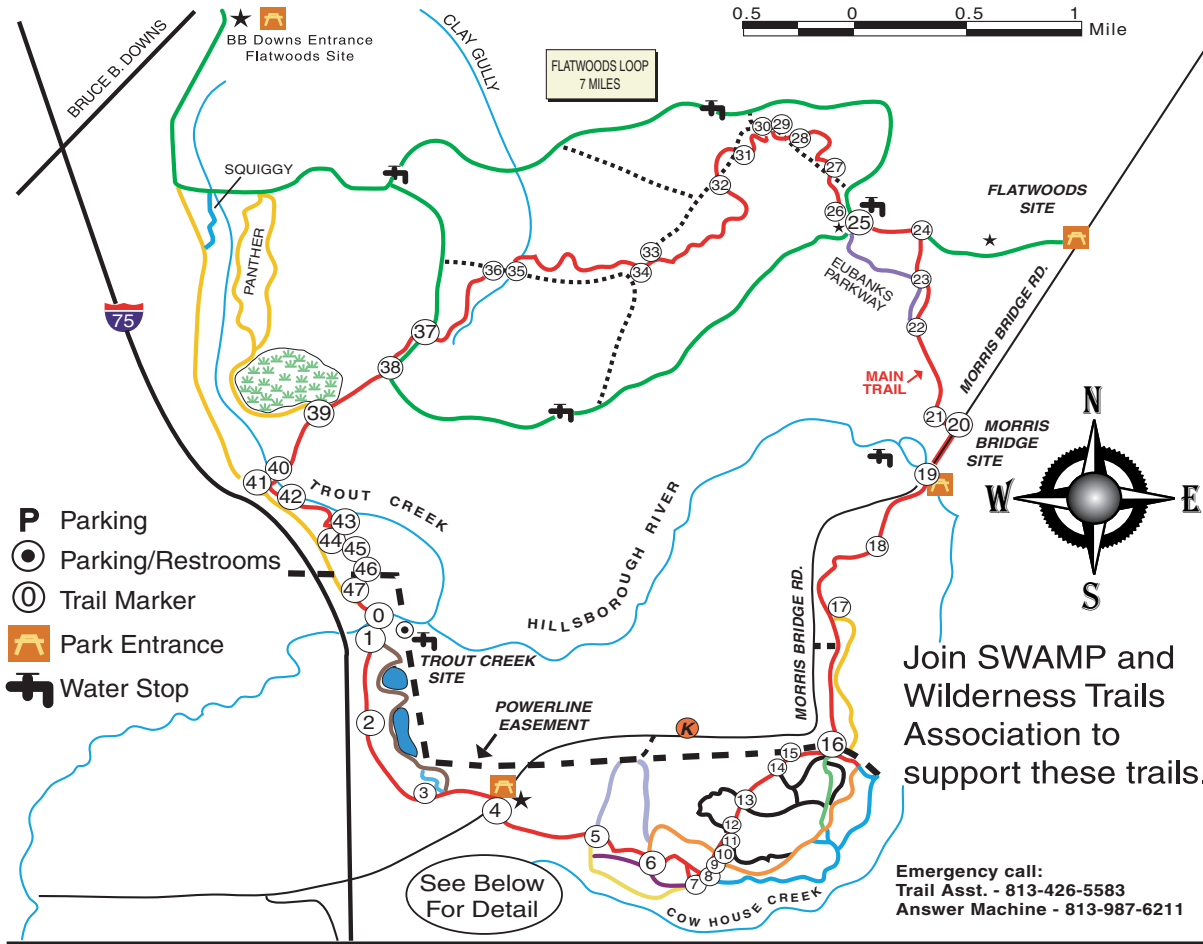 0.5 0 0.5 1
Mile
BB Downs Entrance
Flatwoods Site
BRUCE B. DOWNS
CLAY GULLY
FLATWOODS LOOP
7 MILES
SQUIGGY
PANTHER
75
FLATWOODS
SITE
EUBANKS
PARKWAY
MORRIS BRIDGE RD.
MAIN
TRAIL
MORRIS
BRIDGE
SITE
N
W
E
S
30
29
28
31
27
32
26
25
24
33
34
23
36
35
22
37
38
39
21
20
19
40
41
42
43
44
45
46
47
18
17
TROUT CREEK
HILLSBOROUGH RIVER
MORRIS BRIDGE RD.
P Parking
Parking/Restrooms
0 Trail Marker
Park Entrance
Water Stop
0
1
TROUT CREEK
SITE
2
POWERLINE
EASEMENT
K
3
4
5
6
7
8
9
10
11
12
13
14
15
16
COW HOUSE CREEK
See Below
For Detail
Join SWAMP and
Wilderness Trails
Association to
support these trails.
Emergency call:
Trail Asst. - 813-426-5583
Answer Machine - 813-987-6211